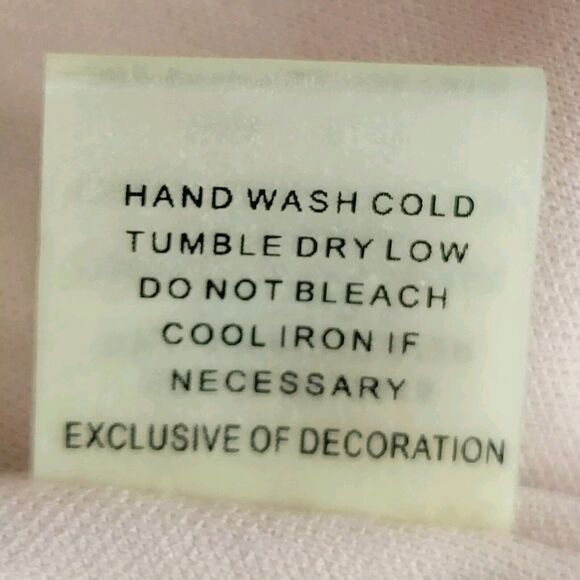 HAND WASH COLD
TUMBLE DRY LOW
DO NOT BLEACH
COOL IRON IF
NECESSARY
EXCLUSIVE OF DECORATION